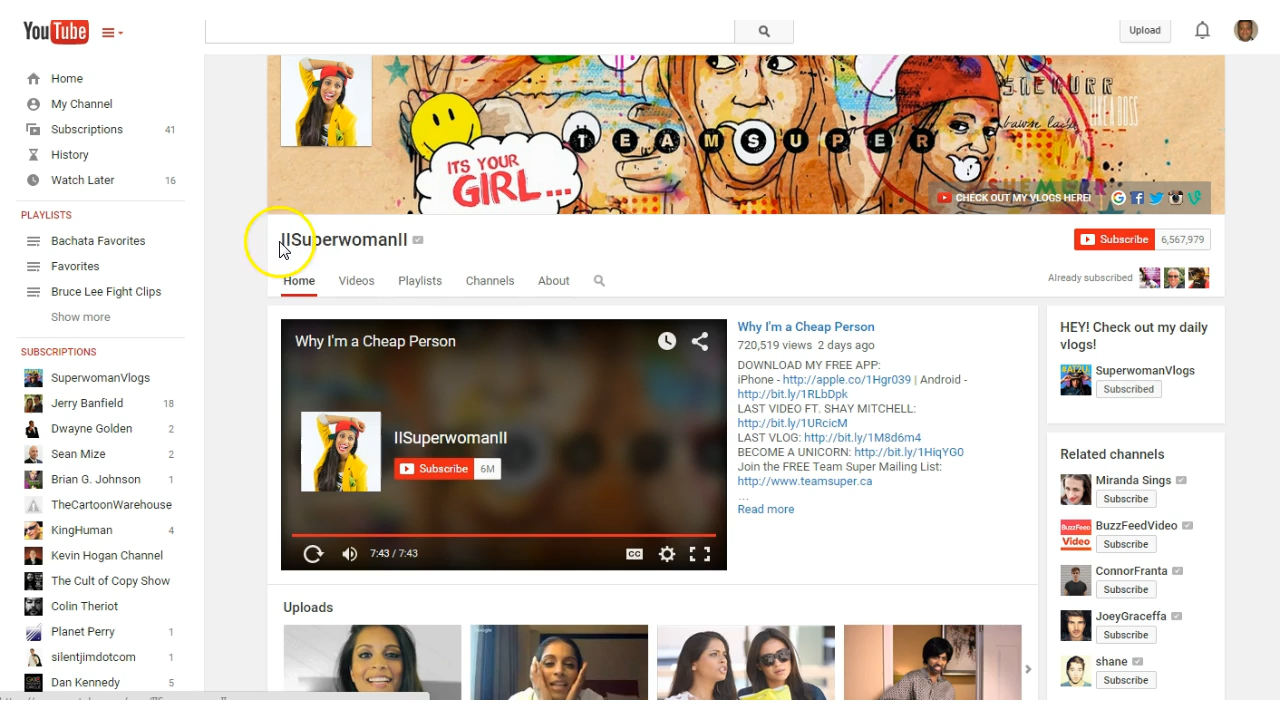 YouTube
Upload
Home
My Channel
Subscriptions 41
History
Watch Later 16
PLAYLISTS
Bachata Favorites
Favorites
Bruce Lee Fight Clips
Show more
SUBSCRIPTIONS
SuperwomanVlogs
Jerry Banfield 18
Dwayne Golden 2
Sean Mize 2
Brian G. Johnson 1
TheCartoonWarehouse
KingHuman 4
Kevin Hogan Channel
The Cult of Copy Show
Colin Theriot
Planet Perry 1
silentjimdotcom 1
Dan Kennedy 5
LIKE A BOSS
TEAMSUPER
ITS YOUR
GIRL...
CHECK OUT MY VLOGS HERE!
IISuperwomanII
Subscribe 6,567,979
Home Videos Playlists Channels About
Already subscribed
Why I'm a Cheap Person
IISuperwomanII
Subscribe 6M
7:43 / 7:43
CC
Why I'm a Cheap Person
720,519 views 2 days ago
DOWNLOAD MY FREE APP:
iPhone - http://apple.co/1Hgr039 | Android -
http://bit.ly/1RLbDpk
LAST VIDEO FT. SHAY MITCHELL:
http://bit.ly/1URcicM
LAST VLOG: http://bit.ly/1M8d6m4
BECOME A UNICORN: http://bit.ly/1HiqYG0
Join the FREE Team Super Mailing List:
http://www.teamsuper.ca
...
Read more
Uploads
HEY! Check out my daily
vlogs!
SuperwomanVlogs
Subscribed
Related channels
Miranda Sings
Subscribe
BuzzFeed
Video
BuzzFeedVideo
Subscribe
ConnorFranta
Subscribe
JoeyGraceffa
Subscribe
shane
Subscribe